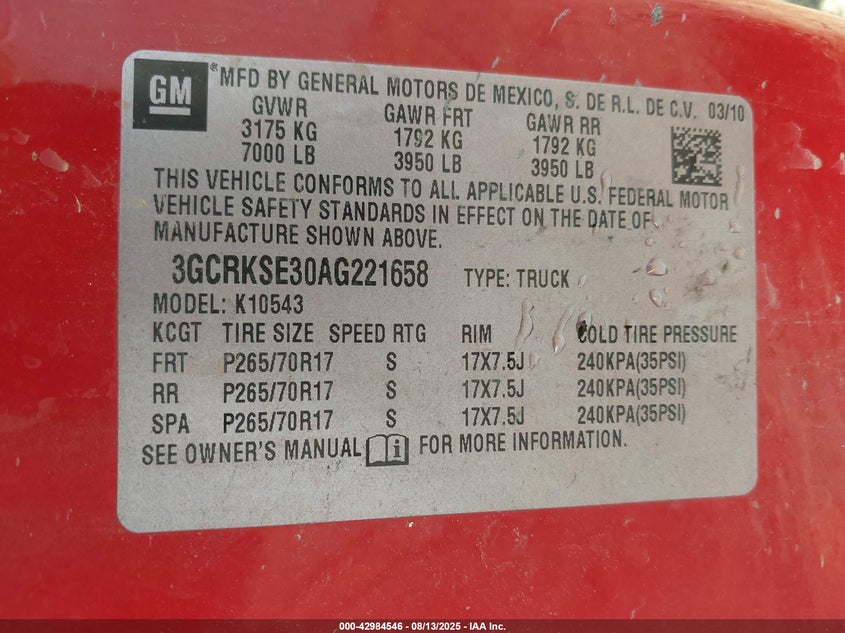 GM
®MFD BY GENERAL MOTORS DE MEXICO, S. DE R.L. DE C.V. 03/10
GVWR GAWR FRT GAWR RR
3175 KG 1792 KG 1792 KG
7000 LB 3950 LB 3950 LB
THIS VEHICLE CONFORMS TO ALL APPLICABLE U.S. FEDERAL MOTOR
VEHICLE SAFETY STANDARDS IN EFFECT ON THE DATE OF
MANUFACTURE SHOWN ABOVE.
3GCRKSE30AG221658 TYPE: TRUCK
MODEL: K10543
KCGT TIRE SIZE SPEED RTG RIM COLD TIRE PRESSURE
FRT P265/70R17 S 17X7.5J 240KPA(35PSI)
RR P265/70R17 S 17X7.5J 240KPA(35PSI)
SPA P265/70R17 S 17X7.5J 240KPA(35PSI)
SEE OWNER'S MANUAL i FOR MORE INFORMATION.
000-42984546 - 08/13/2025 - IAA Inc.